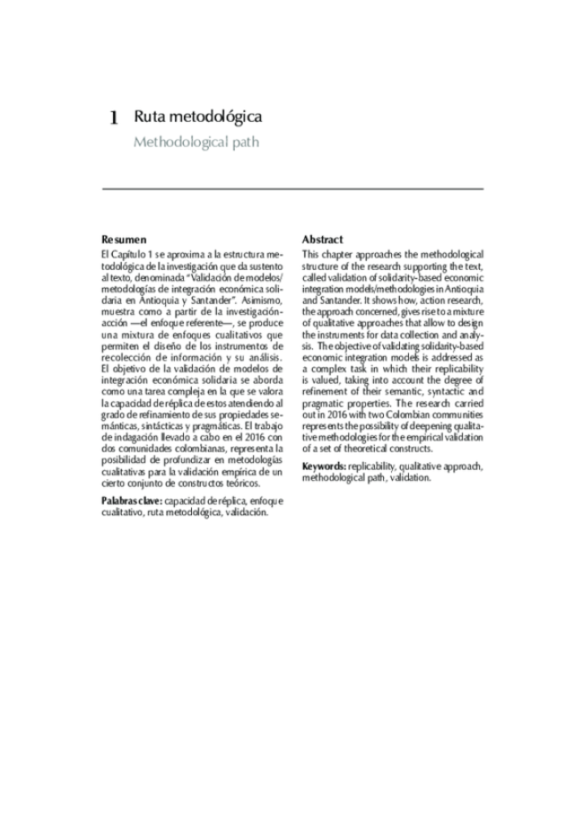 1 Ruta metodológica
Methodological path
Resumen
El Capítulo 1 se aproxima a la estructura me-
todológica de la investigación que da sustento
al texto, denominada “Validación de modelos/
metodologías de integración económica soli-
daria en Antioquia y Santander”. Asimismo,
muestra como a partir de la investigación-
acción —el enfoque referente—, se produce
una mixtura de enfoques cualitativos que
permiten el diseño de los instrumentos de
recolección de información y su análisis.
El objetivo de la validación de modelos de
integración económica solidaria se aborda
como una tarea compleja en la que se valora
la capacidad de réplica de estos atendiendo al
grado de refinamiento de sus propiedades se-
mánticas, sintácticas y pragmáticas. El trabajo
de indagación llevado a cabo en el 2016 con
dos comunidades colombianas, representa la
posibilidad de profundizar en metodologías
cualitativas para la validación empírica de un
cierto conjunto de constructos teóricos.
Palabras clave: capacidad de réplica, enfoque
cualitativo, ruta metodológica, validación.
Abstract
This chapter approaches the methodological
structure of the research supporting the text,
called validation of solidarity-based economic
integration models/methodologies in Antioquia
and Santander. It shows how, action research,
the approach concerned, gives rise to a mixture
of qualitative approaches that allow to design
the instruments for data collection and analy-
sis. The objective of validating solidarity-based
economic integration models is addressed as
a complex task in which their replicability
is valued, taking into account the degree of
refinement of their semantic, syntactic and
pragmatic properties. The research carried
out in 2016 with two Colombian communities
represents the possibility of deepening qualita-
tive methodologies for the empirical validation
of a set of theoretical constructs.
Keywords: replicability, qualitative approach,
methodological path, validation.